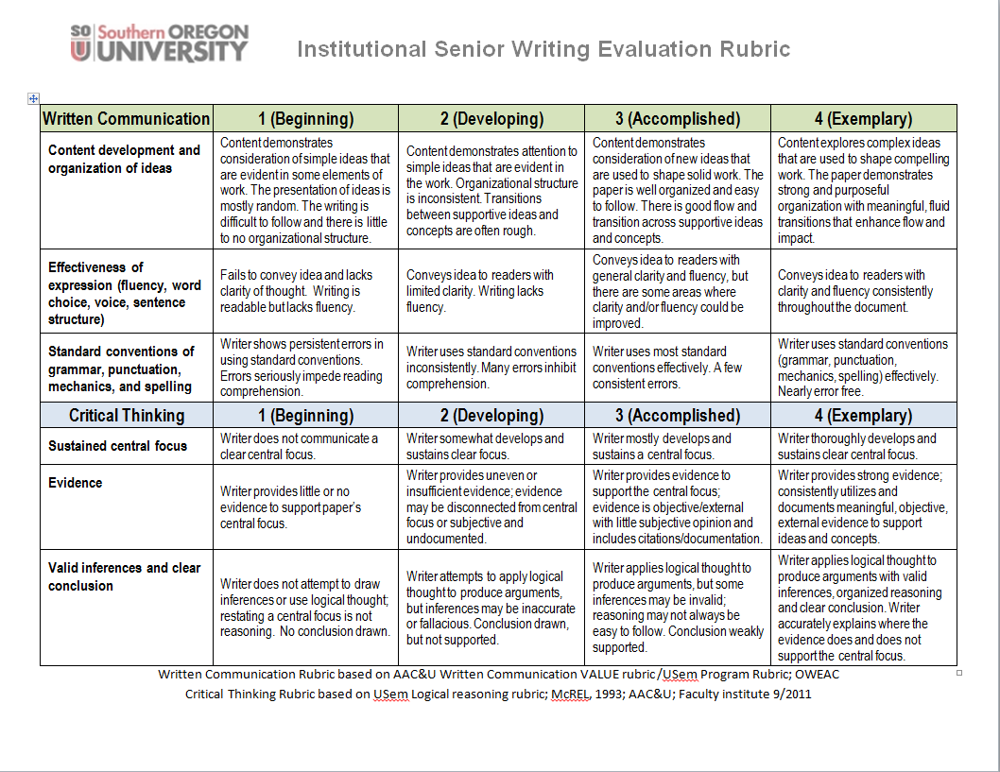 SO Southern OREGON
U UNIVERSITY
Institutional Senior Writing Evaluation Rubric
Written Communication
1 (Beginning)
2 (Developing)
3 (Accomplished)
4 (Exemplary)
Content development and
organization of ideas
Content demonstrates
consideration of simple ideas that
are evident in some elements of
work. The presentation of ideas is
mostly random. The writing is
difficult to follow and there is little
to no organizational structure.
Content demonstrates attention to
simple ideas that are evident in
the work. Organizational structure
is inconsistent. Transitions
between supportive ideas and
concepts are often rough.
Content demonstrates
consideration of new ideas that
are used to shape solid work. The
paper is well organized and easy
to follow. There is good flow and
transition across supportive ideas
and concepts.
Content explores complex ideas
that are used to shape compelling
work. The paper demonstrates
strong and purposeful
organization with meaningful, fluid
transitions that enhance flow and
impact.
Effectiveness of
expression (fluency, word
choice, voice, sentence
structure)
Fails to convey idea and lacks
clarity of thought. Writing is
readable but lacks fluency.
Conveys idea to readers with
limited clarity. Writing lacks
fluency.
Conveys idea to readers with
general clarity and fluency, but
there are some areas where
clarity and/or fluency could be
improved.
Conveys idea to readers with
clarity and fluency consistently
throughout the document.
Standard conventions of
grammar, punctuation,
mechanics, and spelling
Writer shows persistent errors in
using standard conventions.
Errors seriously impede reading
comprehension.
Writer uses standard conventions
inconsistently. Many errors inhibit
comprehension.
Writer uses most standard
conventions effectively. A few
consistent errors.
Writer uses standard conventions
(grammar, punctuation,
mechanics, spelling) effectively.
Nearly error free.
Critical Thinking
1 (Beginning)
2 (Developing)
3 (Accomplished)
4 (Exemplary)
Sustained central focus
Writer does not communicate a
clear central focus.
Writer somewhat develops and
sustains clear focus.
Writer mostly develops and
sustains a central focus.
Writer thoroughly develops and
sustains clear central focus.
Evidence
Writer provides little or no
evidence to support paper's
central focus.
Writer provides uneven or
insufficient evidence; evidence
may be disconnected from central
focus or subjective and
undocumented.
Writer provides evidence to
support the central focus;
evidence is objective/external
with little subjective opinion and
includes citations/documentation.
Writer provides strong evidence;
consistently utilizes and
documents meaningful, objective,
external evidence to support
ideas and concepts.
Valid inferences and clear
conclusion
Writer does not attempt to draw
inferences or use logical thought;
restating a central focus is not
reasoning. No conclusion drawn.
Writer attempts to apply logical
thought to produce arguments,
but inferences may be inaccurate
or fallacious. Conclusion drawn,
but not supported.
Writer applies logical thought to
produce arguments, but some
inferences may be invalid;
reasoning may not always be
easy to follow. Conclusion weakly
supported.
Writer applies logical thought to
produce arguments with valid
inferences, organized reasoning
and clear conclusion. Writer
accurately explains where the
evidence does and does not
support the central focus.
Written Communication Rubric based on AAC&U Written Communication VALUE rubric/USem Program Rubric; OWEAC
Critical Thinking Rubric based on USem Logical reasoning rubric; McREL, 1993; AAC&U; Faculty institute 9/2011